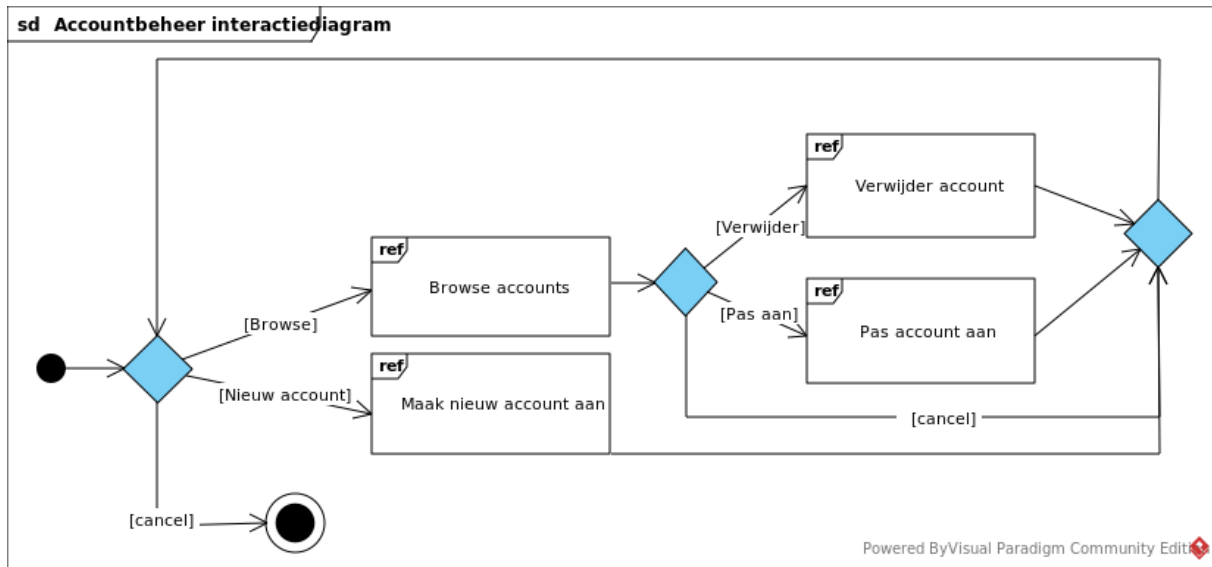 sd Accountbeheer interactiediagram
ref
Verwijder account
[Verwijder]
ref
Browse accounts
ref
Pas account aan
[Pas aan]
[Browse]
ref
Maak nieuw account aan
[Nieuw account]
[cancel]
[cancel]
Powered ByVisual Paradigm Community